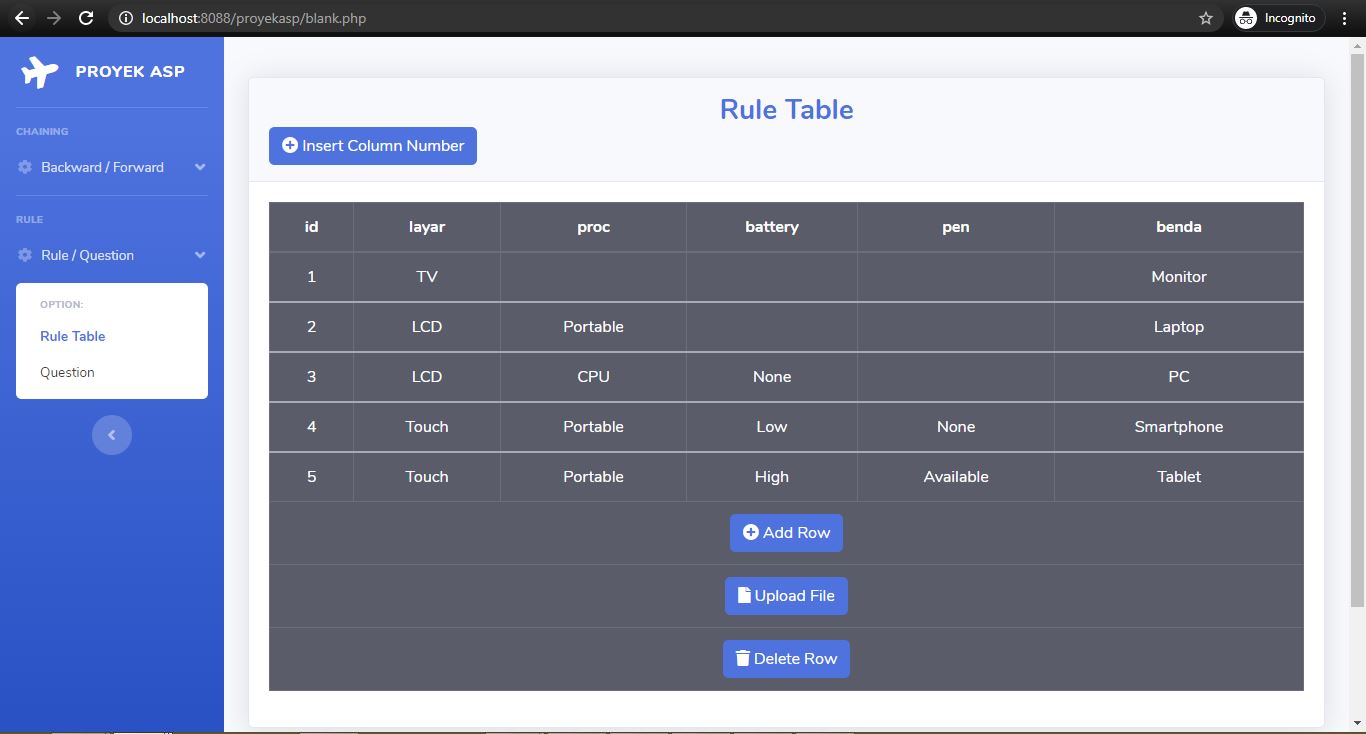 localhost:8088/proyekasp/blank.php
Incognito
PROYEK ASP
CHAINING
Backward / Forward
RULE
Rule / Question
OPTION:
Rule Table
Question
Rule Table
Insert Column Number
id layar proc battery pen benda
1 TV Monitor
2 LCD Portable Laptop
3 LCD CPU None PC
4 Touch Portable Low None Smartphone
5 Touch Portable High Available Tablet
Add Row
Upload File
Delete Row